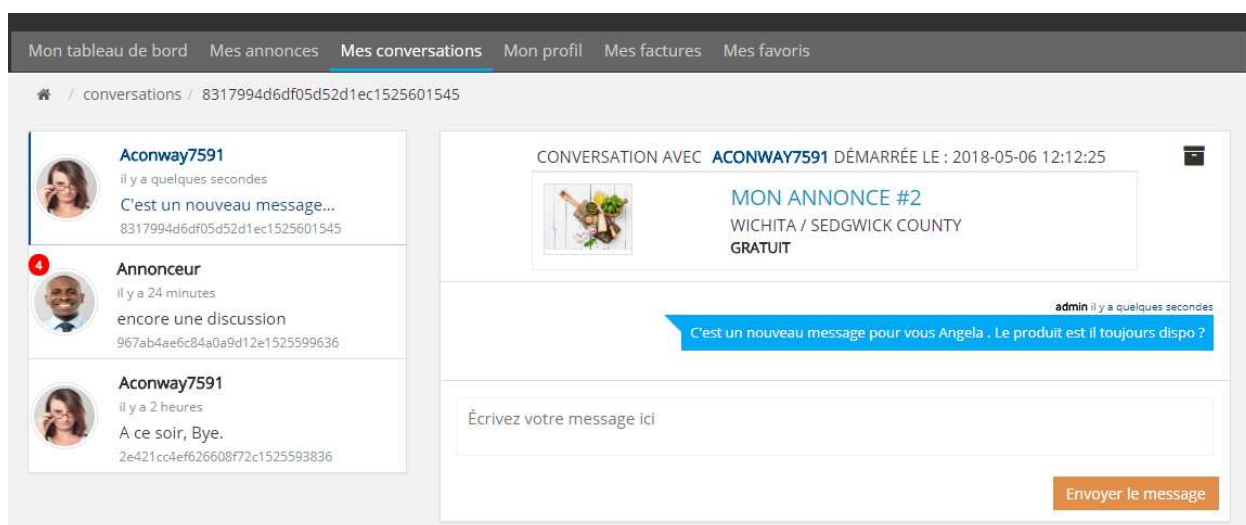 Mon tableau de bord Mes annonces Mes conversations Mon profil Mes factures Mes favoris
/ conversations / 8317994d6df05d52d1ec1525601545
Aconway7591
il y a quelques secondes
C'est un nouveau message...
8317994d6df05d52d1ec1525601545
4
Annonceur
il y a 24 minutes
encore une discussion
967ab4ae6c84a0a9d12e1525599636
Aconway7591
il y a 2 heures
A ce soir, Bye.
2e421cc4ef626608f72c1525593836
CONVERSATION AVEC ACONWAY7591 DÉMARRÉE LE : 2018-05-06 12:12:25
MON ANNONCE #2
WICHITA / SEDGWICK COUNTY
GRATUIT
admin il y a quelques secondes
C'est un nouveau message pour vous Angela . Le produit est il toujours dispo ?
Écrivez votre message ici
Envoyer le message